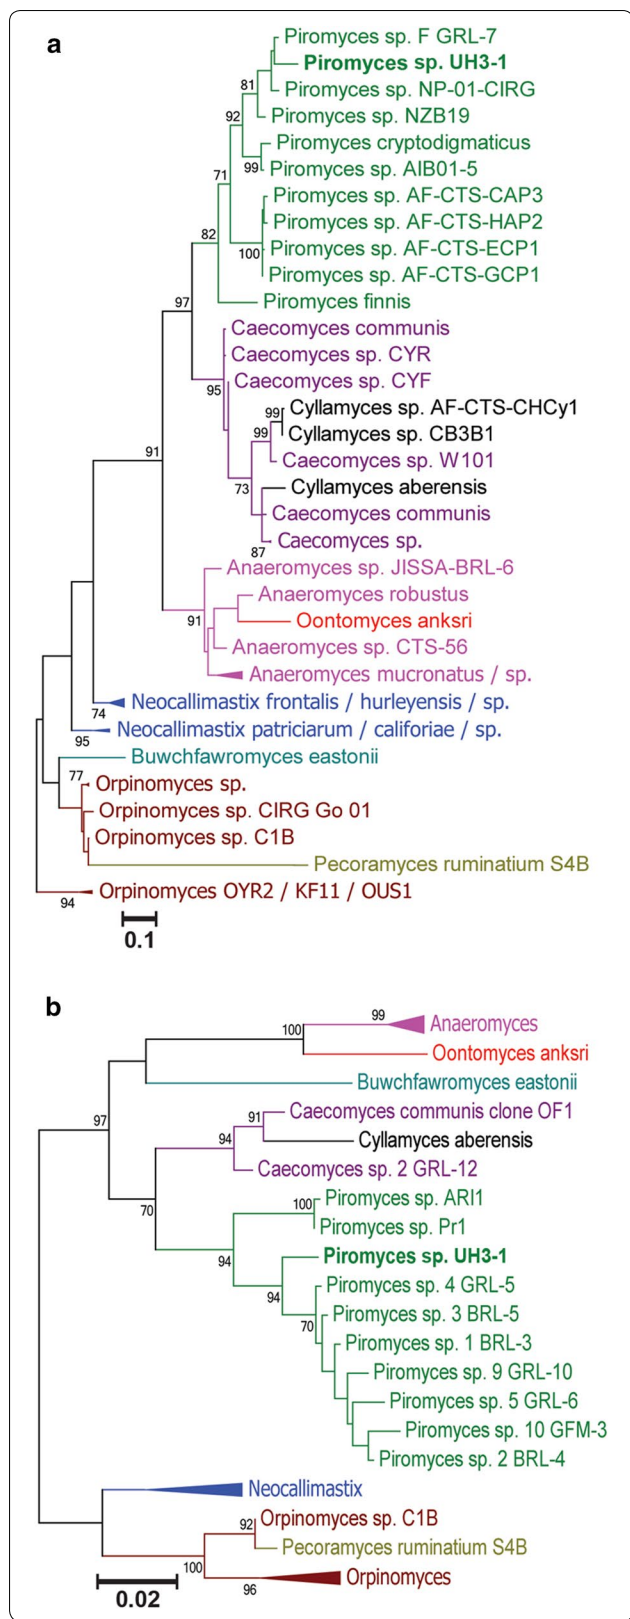 a
Piromyces sp. F GRL-7
Piromyces sp. UH3-1
81
Piromyces sp. NP-01-CIRG
92
Piromyces sp. NZB19
Piromyces cryptodigmaticus
99
Piromyces sp. AIB01-5
71
Piromyces sp. AF-CTS-CAP3
Piromyces sp. AF-CTS-HAP2
82
Piromyces sp. AF-CTS-ECP1
100
Piromyces sp. AF-CTS-GCP1
97
Piromyces finnis
Caecomyces communis
Caecomyces sp. CYR
95
Caecomyces sp. CYF
99
Cyllamyces sp. AF-CTS-CHCy1
99
Cyllamyces sp. CB3B1
91
Caecomyces sp. W101
73
Cyllamyces aberensis
Caecomyces communis
87
Caecomyces sp.
Anaeromyces sp. JISSA-BRL-6
Anaeromyces robustus
91
Oontomyces anksri
Anaeromyces sp. CTS-56
Anaeromyces mucronatus / sp.
74
Neocallimastix frontalis / hurleyensis / sp.
95
Neocallimastix patriciarum / califoriae / sp.
Buwchfawromyces eastonii
77
Orpinomyces sp.
Orpinomyces sp. CIRG Go 01
Orpinomyces sp. C1B
Pecoramyces ruminatium S4B
94
Orpinomyces OYR2 / KF11 / OUS1
0.1
b
99
Anaeromyces
100
Oontomyces anksri
Buwchfawromyces eastonii
97
91
Caecomyces communis clone OF1
94
Cyllamyces aberensis
Caecomyces sp. 2 GRL-12
70
100
Piromyces sp. ARI1
Piromyces sp. Pr1
94
Piromyces sp. UH3-1
94
Piromyces sp. 4 GRL-5
70
Piromyces sp. 3 BRL-5
Piromyces sp. 1 BRL-3
Piromyces sp. 9 GRL-10
Piromyces sp. 5 GRL-6
Piromyces sp. 10 GFM-3
Piromyces sp. 2 BRL-4
Neocallimastix
92
Orpinomyces sp. C1B
Pecoramyces ruminatium S4B
100
96
Orpinomyces
0.02